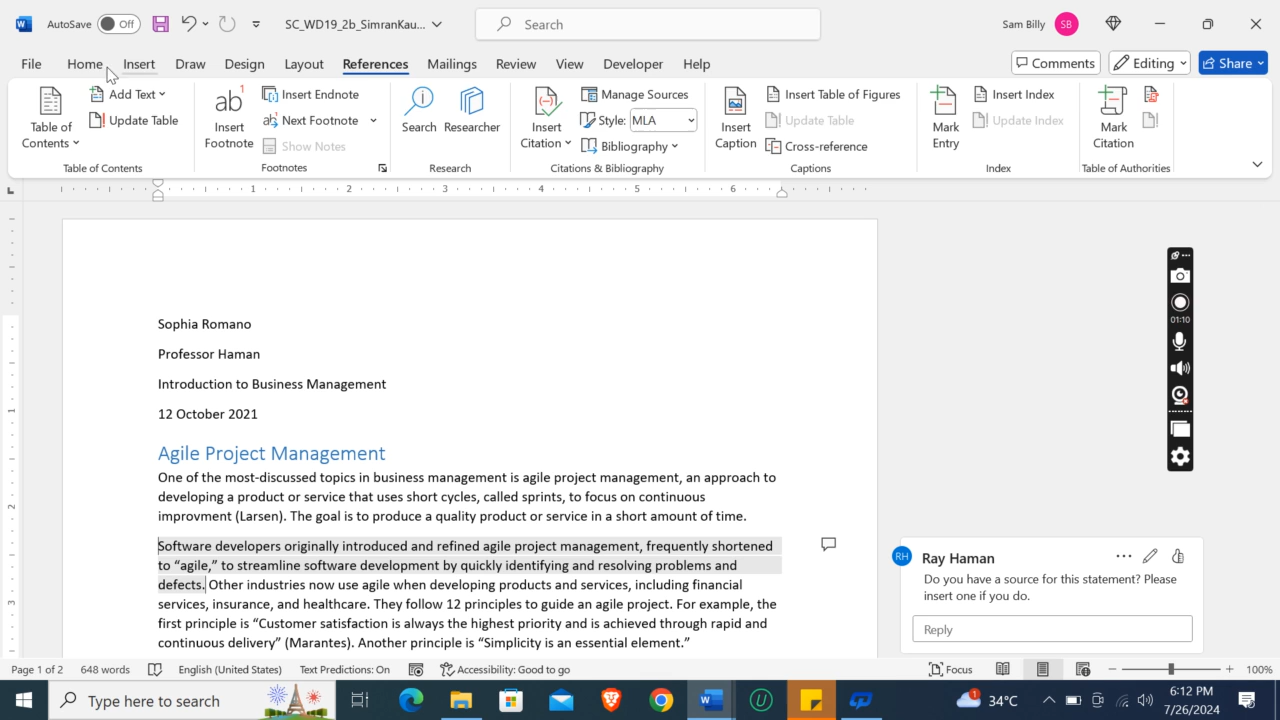 AutoSave Off SC_WD19_2b_SimranKau... Search Sam Billy SB
File Home Insert Draw Design Layout References Mailings Review View Developer Help Comments Editing Share
Table of Contents
Add Text
Update Table
Table of Contents
ab
Insert Footnote
Insert Endnote
Next Footnote
Show Notes
Footnotes
Search
Researcher
Research
Insert Citation
Manage Sources
Style: MLA
Bibliography
Citations & Bibliography
Insert Caption
Insert Table of Figures
Update Table
Cross-reference
Captions
Mark Entry
Insert Index
Update Index
Index
Mark Citation
Table of Authorities
1 2 3 4 5 6
Sophia Romano
Professor Haman
Introduction to Business Management
12 October 2021
Agile Project Management
One of the most-discussed topics in business management is agile project management, an approach to
developing a product or service that uses short cycles, called sprints, to focus on continuous
improvment (Larsen). The goal is to produce a quality product or service in a short amount of time.
Software developers originally introduced and refined agile project management, frequently shortened
to “agile,” to streamline software development by quickly identifying and resolving problems and
defects. Other industries now use agile when developing products and services, including financial
services, insurance, and healthcare. They follow 12 principles to guide an agile project. For example, the
first principle is “Customer satisfaction is always the highest priority and is achieved through rapid and
continuous delivery” (Marantes). Another principle is “Simplicity is an essential element.”
1
2
3
RH Ray Haman
Do you have a source for this statement? Please
insert one if you do.
Reply
01:10
Page 1 of 2 648 words English (United States) Text Predictions: On Accessibility: Good to go Focus 100%
Type here to search 1 34°C 6:12 PM
7/26/2024